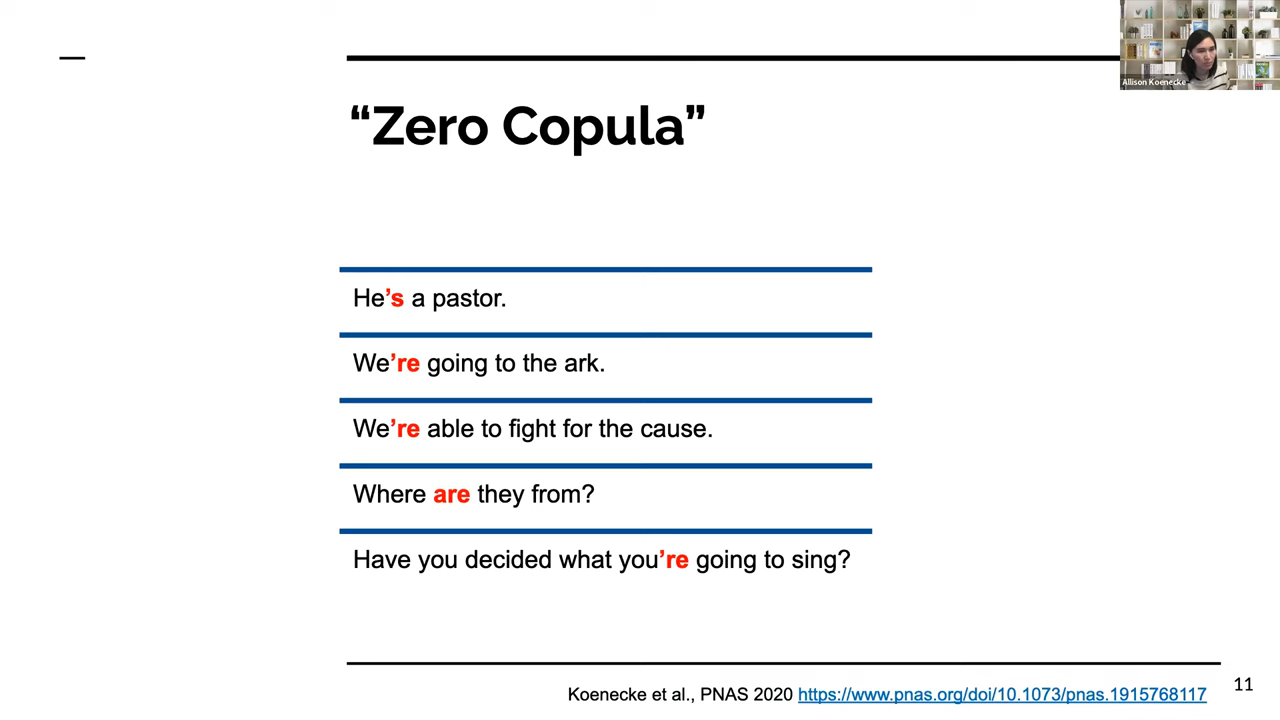 Allison Koenecke
“Zero Copula”
He’s a pastor.
We’re going to the ark.
We’re able to fight for the cause.
Where are they from?
Have you decided what you’re going to sing?
Koenecke et al., PNAS 2020 https://www.pnas.org/doi/10.1073/pnas.1915768117
11